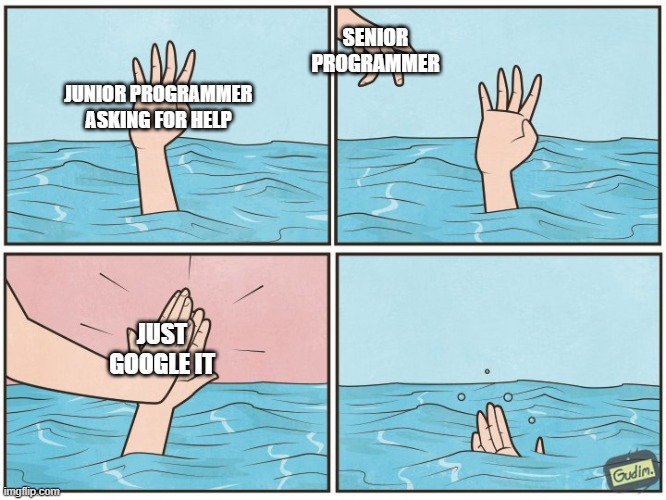 JUNIOR PROGRAMMER
ASKING FOR HELP
SENIOR
PROGRAMMER
JUST
GOOGLE IT
Gudim.
imgflip.com